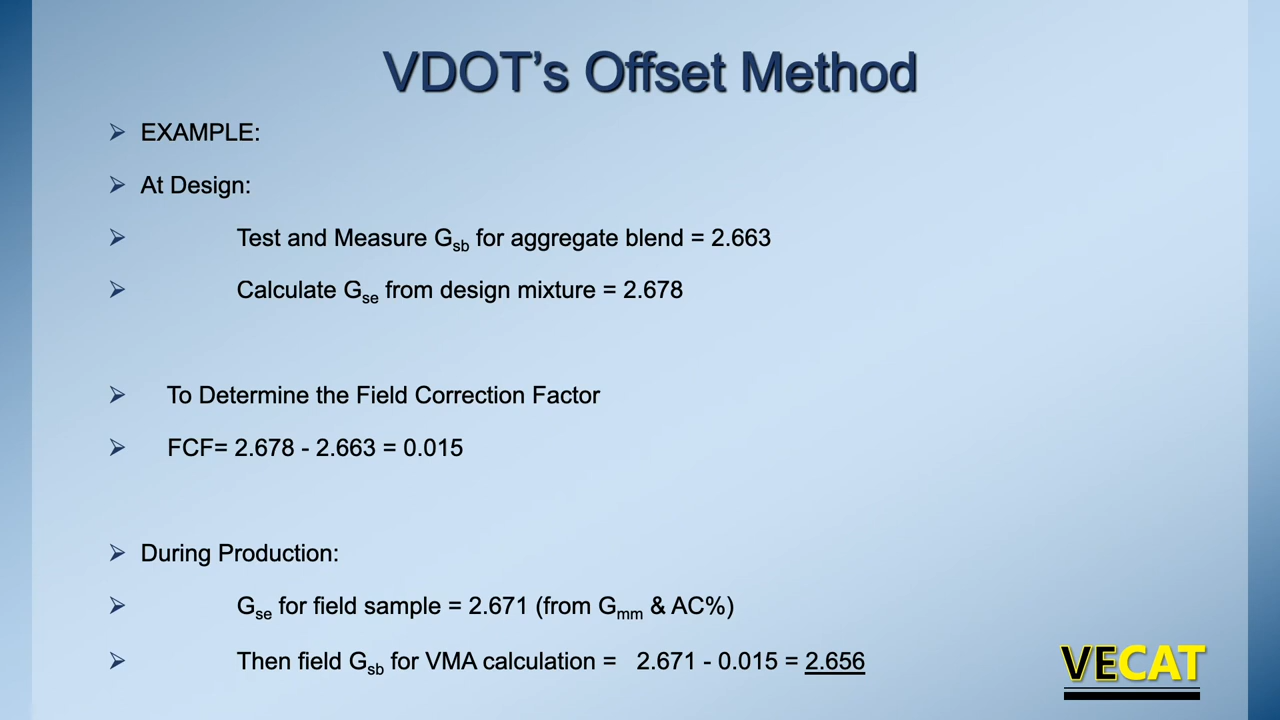 VDOT’s Offset Method
➢ EXAMPLE:
➢ At Design:
➢ Test and Measure Gsb for aggregate blend = 2.663
➢ Calculate Gse from design mixture = 2.678
➢ To Determine the Field Correction Factor
➢ FCF= 2.678 - 2.663 = 0.015
➢ During Production:
➢ Gse for field sample = 2.671 (from Gmm & AC%)
➢ Then field Gsb for VMA calculation = 2.671 - 0.015 = 2.656
VECAT